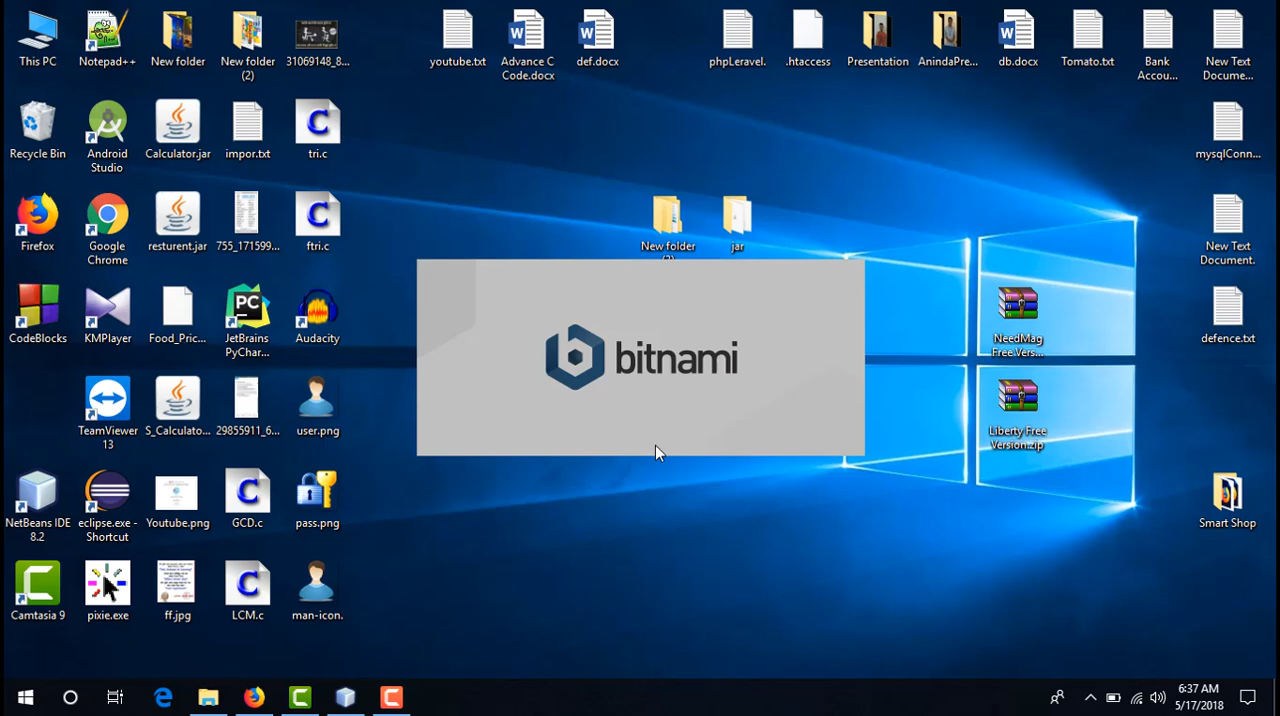 This PC
Notepad++
New folder
New folder
(2)
31069148_8...
youtube.txt
Advance C
Code.docx
def.docx
phpLeravel.
.htaccess
Presentation
AnindaPre...
db.docx
Tomato.txt
Bank
Accou...
New Text
Docume...
Recycle Bin
Android
Studio
Calculator.jar
impor.txt
tri.c
mysqlConn...
Firefox
Google
Chrome
resturent.jar
755_171599...
ftri.c
New folder
jar
New Text
Document.
CodeBlocks
KMPlayer
Food_Pric...
PC
JetBrains
PyChar...
Audacity
NeedMag
Free Vers...
defence.txt
bitnami
TeamViewer
13
S_Calculato...
29855911_6...
user.png
Liberty Free
Version.zip
NetBeans IDE
8.2
eclipse.exe -
Shortcut
Youtube.png
GCD.c
pass.png
Smart Shop
Camtasia 9
pixie.exe
ff.jpg
LCM.c
man-icon.
6:37 AM
5/17/2018